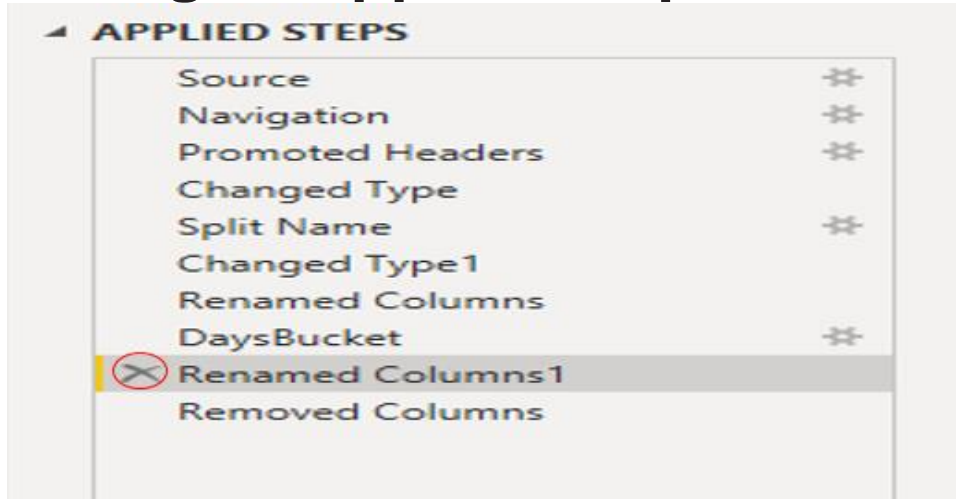 APPLIED STEPS
Source
Navigation
Promoted Headers
Changed Type
Split Name
Changed Type1
Renamed Columns
DaysBucket
Renamed Columns1
Removed Columns